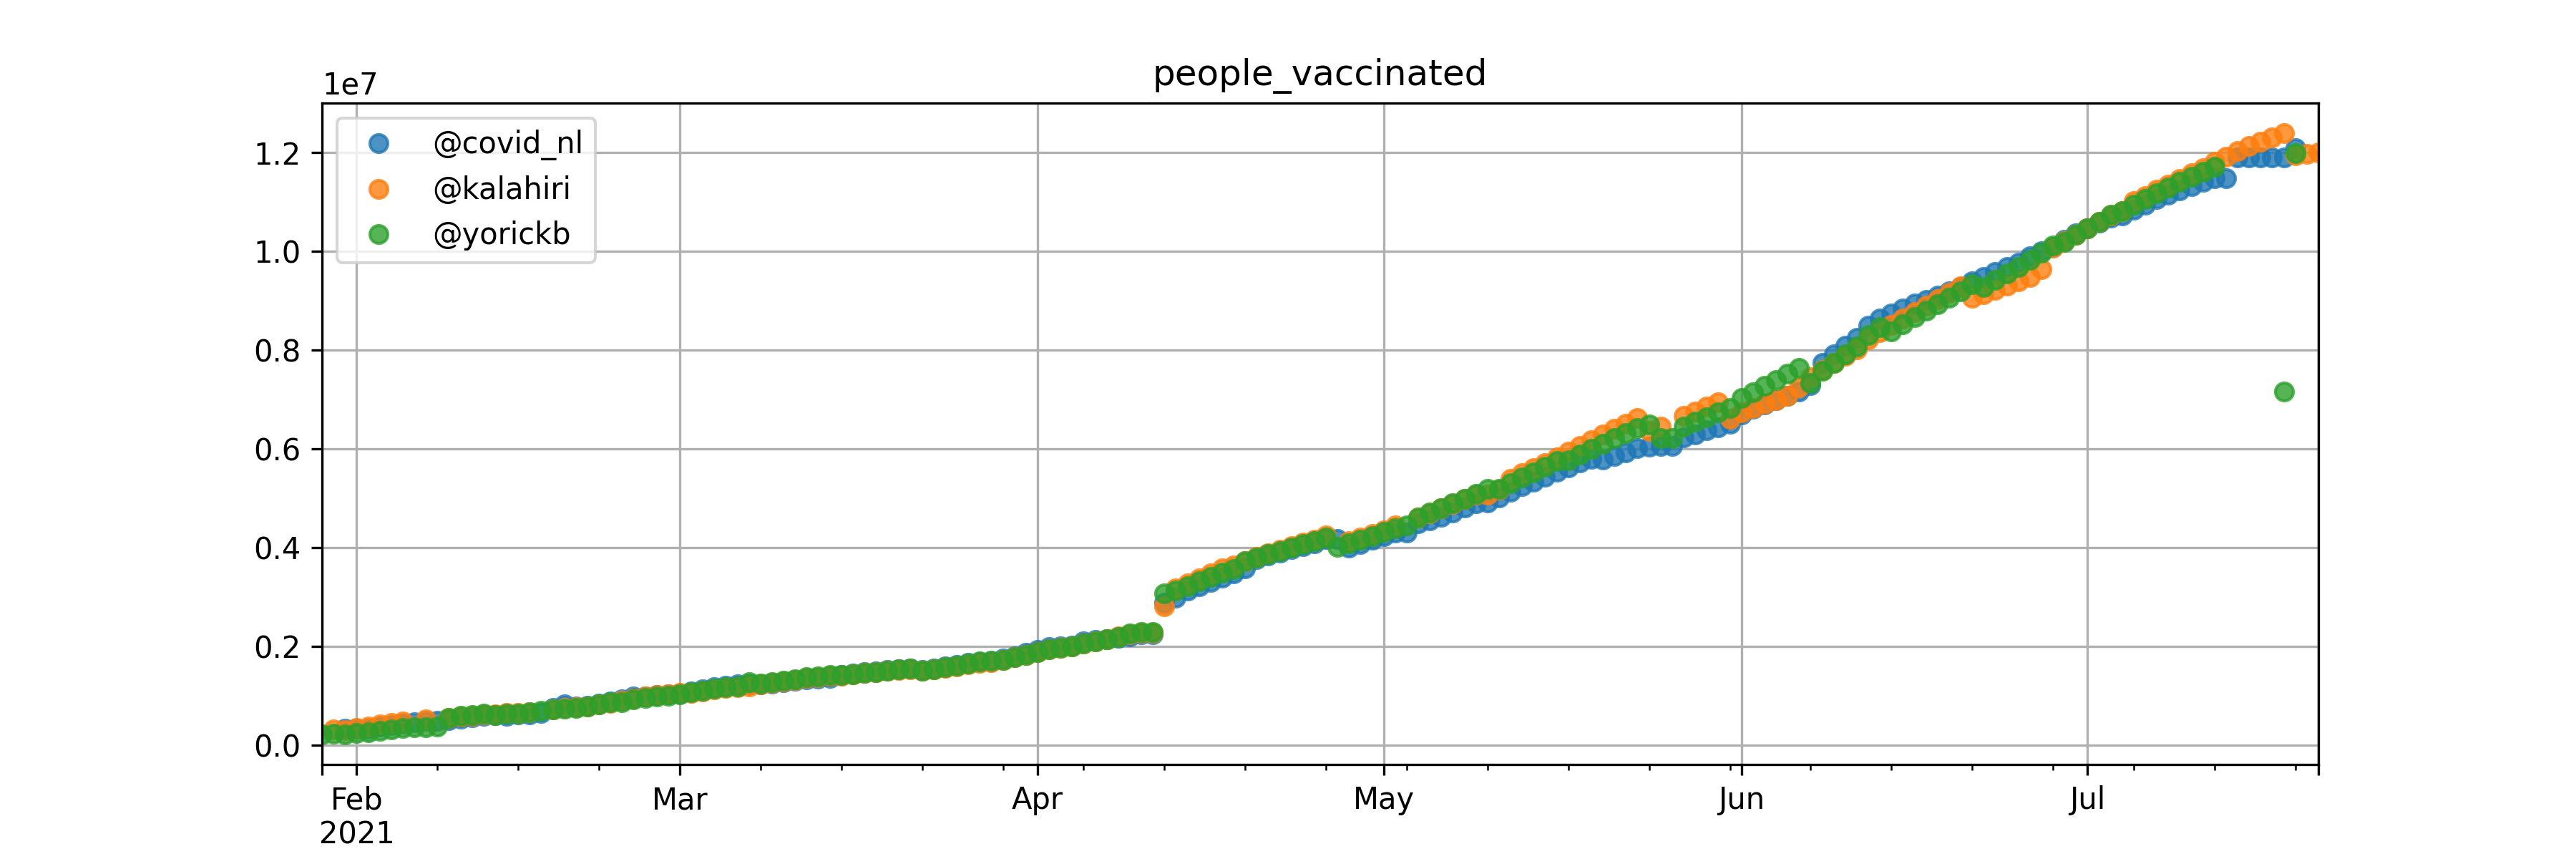 people_vaccinated
1e7
@covid_nl
@kalahiri
@yorickb
1.2
1.0
0.8
0.6
0.4
0.2
0.0
Feb Mar Apr May Jun Jul
2021